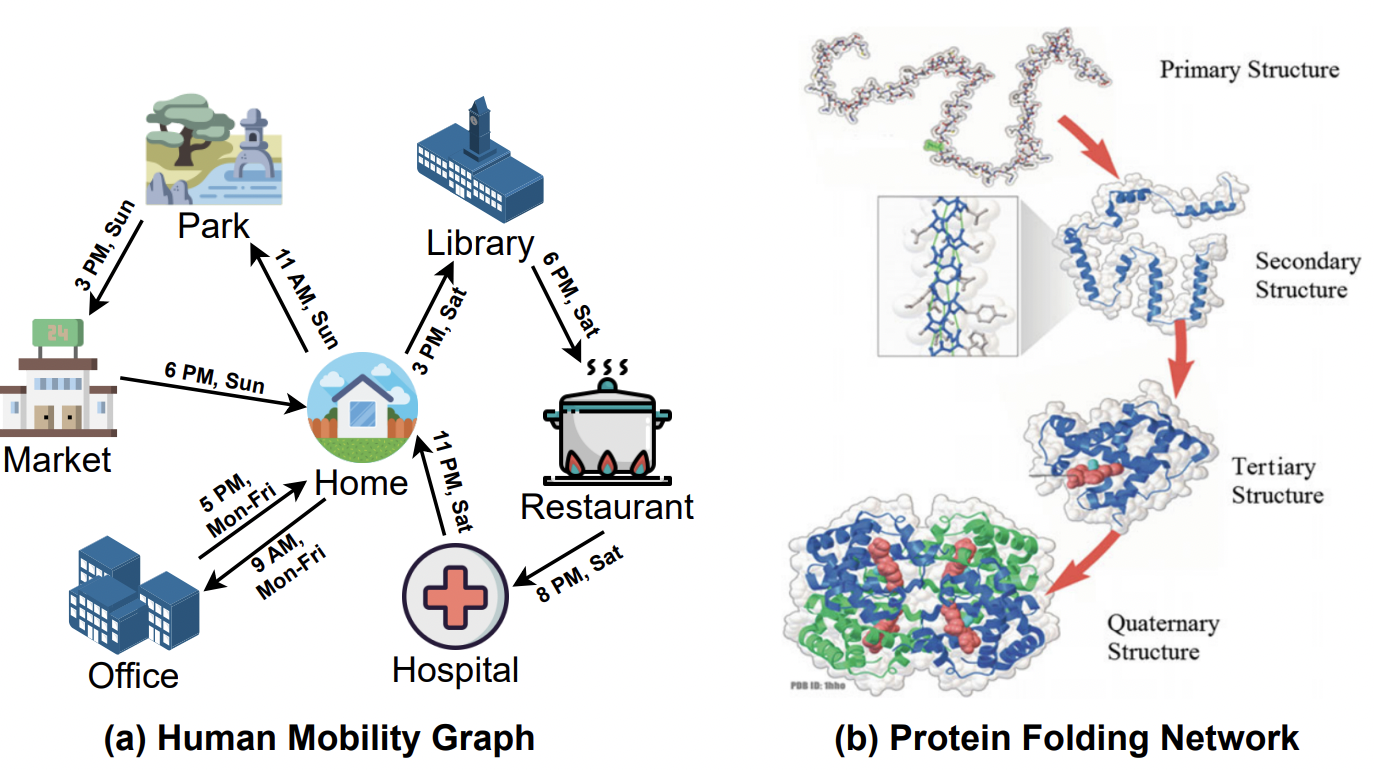 Park
Library
3 PM, Sun
11 AM, Sun
3 PM, Sat
6 PM, Sat
24
Market
6 PM, Sun
Home
11 PM, Sat
Restaurant
5 PM,
Mon-Fri
9 AM,
Mon-Fri
8 PM, Sat
Office
Hospital
(a) Human Mobility Graph
Primary Structure
Secondary
Structure
Tertiary
Structure
Quaternary
Structure
PDB ID: 1hho
(b) Protein Folding Network